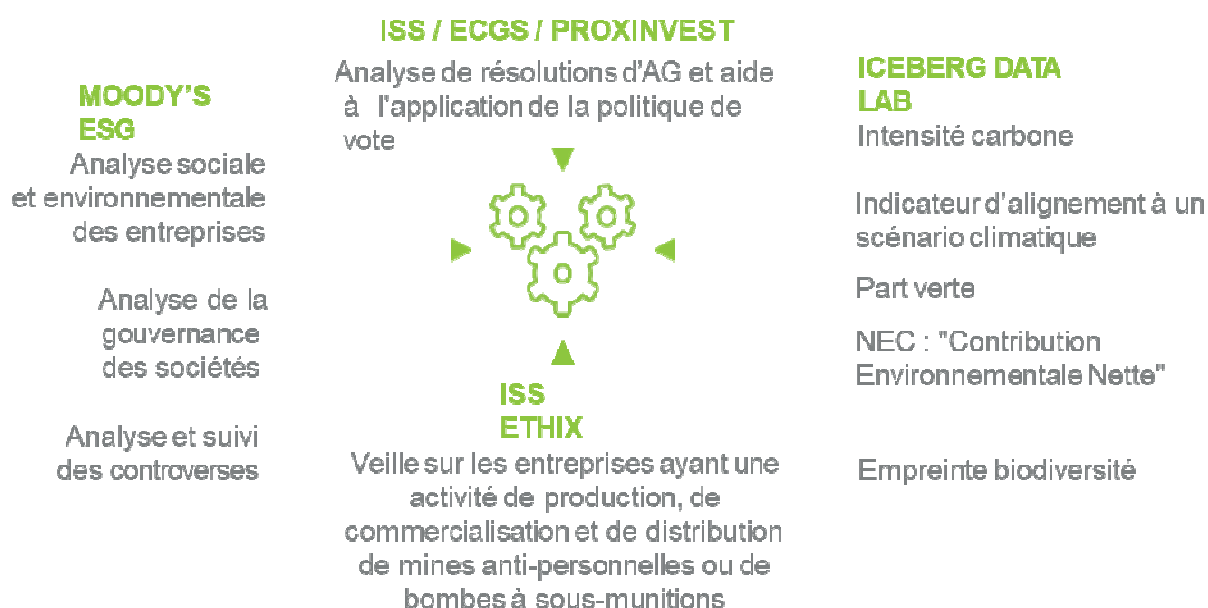 ISS / ECGS / PROXINVEST
Analyse de résolutions d'AG et aide
à l'application de la politique de
vote
MOODY'S
ESG
Analyse sociale
et environnementale
des entreprises
Analyse de la
gouvernance
des sociétés
Analyse et suivi
des controverses
ICEBERG DATA
LAB
Intensité carbone
Indicateur d'alignement à un
scénario climatique
Part verte
NEC : "Contribution
Environnementale Nette"
Empreinte biodiversité
ISS
ETHIX
Veille sur les entreprises ayant une
activité de production, de
commercialisation et de distribution
de mines anti-personnelles ou de
bombes à sous-munitions